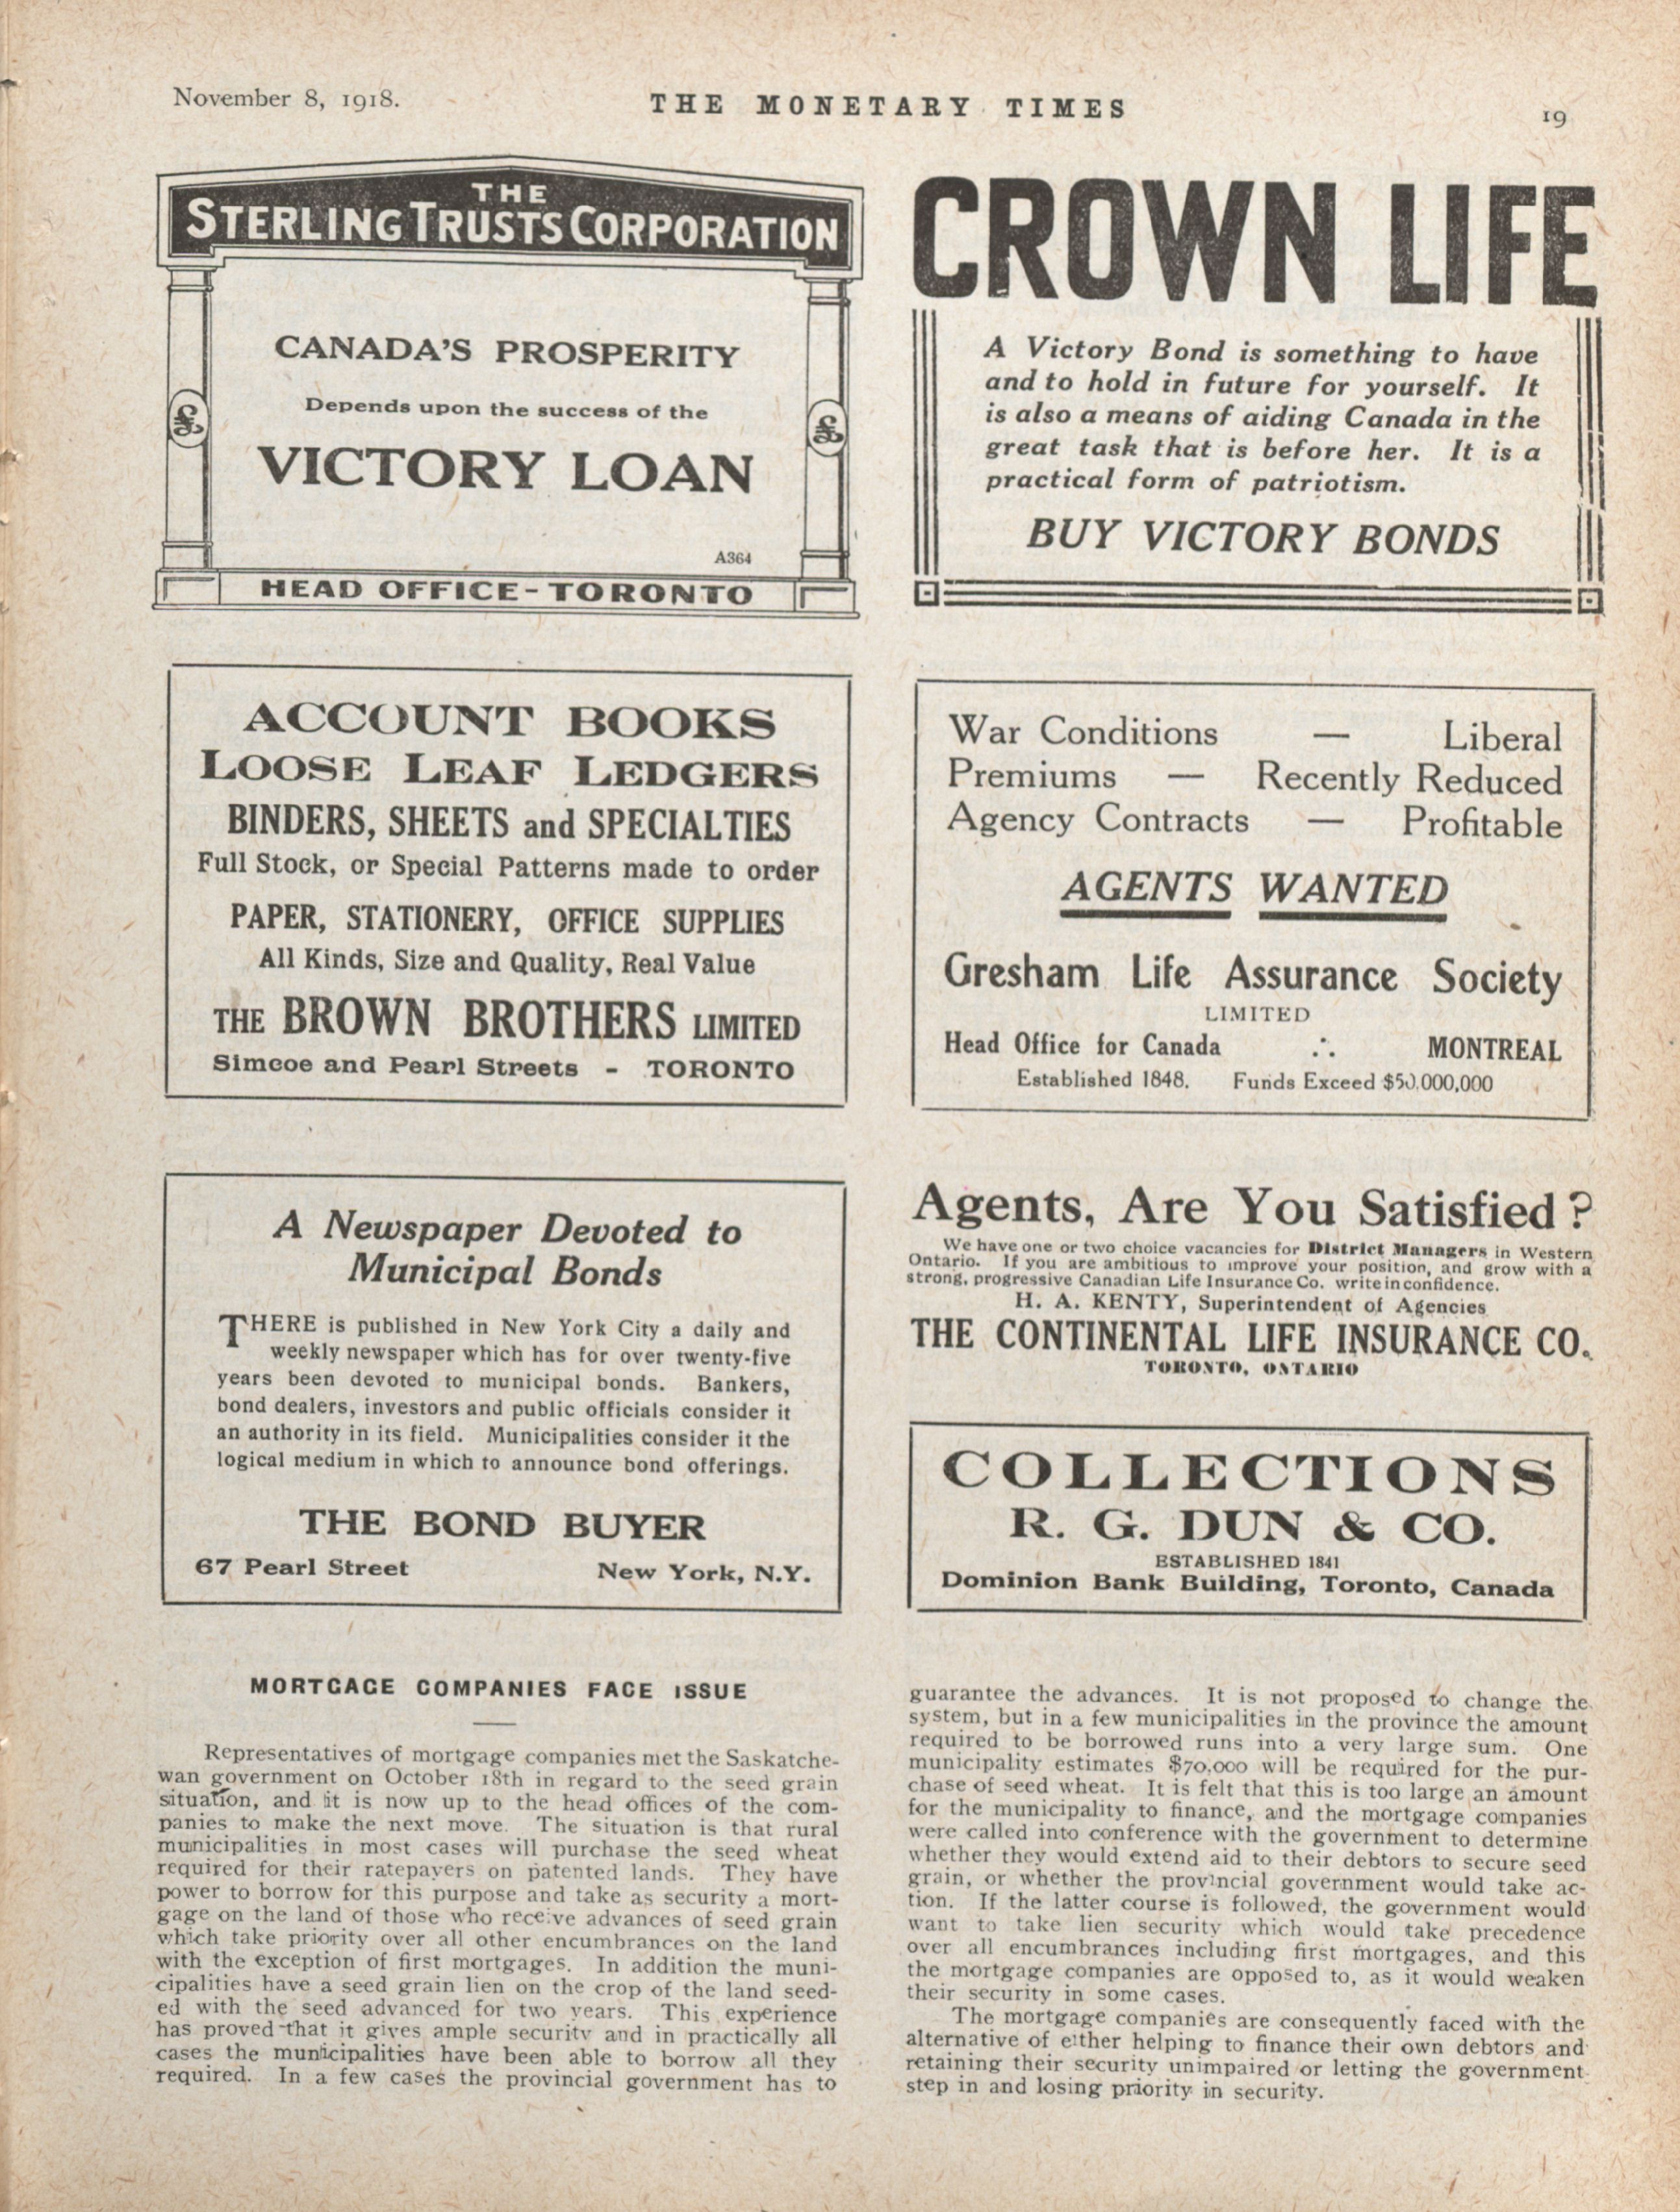 November 8, 1918.
THE MONETARY TIMES
19
THE
STERLING TRUSTS CORPORATION
CANADA'S PROSPERITY
Depends upon the success of the
VICTORY LOAN
£
£
A364
HEAD OFFICE-TORONTO
CROWN LIFE
A Victory Bond is something to have
and to hold in future for yourself. It
is also a means of aiding Canada in the
great task that is before her. It is a
practical form of patriotism.
BUY VICTORY BONDS
ACCOUNT BOOKS
LOOSE LEAF LEDGERS
BINDERS, SHEETS and SPECIALTIES
Full Stock, or Special Patterns made to order
PAPER, STATIONERY, OFFICE SUPPLIES
All Kinds, Size and Quality, Real Value
THE BROWN BROTHERS LIMITED
Simcoe and Pearl Streets - TORONTO
War Conditions — Liberal
Premiums — Recently Reduced
Agency Contracts — Profitable
AGENTS WANTED
Gresham Life Assurance Society
LIMITED
Head Office for Canada ∴ MONTREAL
Established 1848. Funds Exceed $50,000,000
A Newspaper Devoted to
Municipal Bonds
THERE is published in New York City a daily and
weekly newspaper which has for over twenty-five
years been devoted to municipal bonds. Bankers,
bond dealers, investors and public officials consider it
an authority in its field. Municipalities consider it the
logical medium in which to announce bond offerings.
THE BOND BUYER
67 Pearl Street New York, N.Y.
Agents, Are You Satisfied ?
We have one or two choice vacancies for District Managers in Western
Ontario. If you are ambitious to improve your position, and grow with a
strong, progressive Canadian Life Insurance Co. write in confidence.
H. A. KENTY, Superintendent of Agencies
THE CONTINENTAL LIFE INSURANCE CO.
TORONTO, ONTARIO
COLLECTIONS
R. G. DUN & CO.
ESTABLISHED 1841
Dominion Bank Building, Toronto, Canada
MORTGAGE COMPANIES FACE ISSUE
Representatives of mortgage companies met the Saskatche-
wan government on October 18th in regard to the seed grain
situation, and it is now up to the head offices of the com-
panies to make the next move. The situation is that rural
municipalities in most cases will purchase the seed wheat
required for their ratepayers on patented lands. They have
power to borrow for this purpose and take as security a mort-
gage on the land of those who receive advances of seed grain
which take priority over all other encumbrances on the land
with the exception of first mortgages. In addition the muni-
cipalities have a seed grain lien on the crop of the land seed-
ed with the seed advanced for two years. This experience
has proved that it gives ample security and in practically all
cases the municipalities have been able to borrow all they
required. In a few cases the provincial government has to
guarantee the advances. It is not proposed to change the
system, but in a few municipalities in the province the amount
required to be borrowed runs into a very large sum. One
municipality estimates $70,000 will be required for the pur-
chase of seed wheat. It is felt that this is too large an amount
for the municipality to finance, and the mortgage companies
were called into conference with the government to determine
whether they would extend aid to their debtors to secure seed
grain, or whether the provincial government would take ac-
tion. If the latter course is followed, the government would
want to take lien security which would take precedence
over all encumbrances including first mortgages, and this
the mortgage companies are opposed to, as it would weaken
their security in some cases.
The mortgage companies are consequently faced with the
alternative of either helping to finance their own debtors and
retaining their security unimpaired or letting the government
step in and losing priority in security.